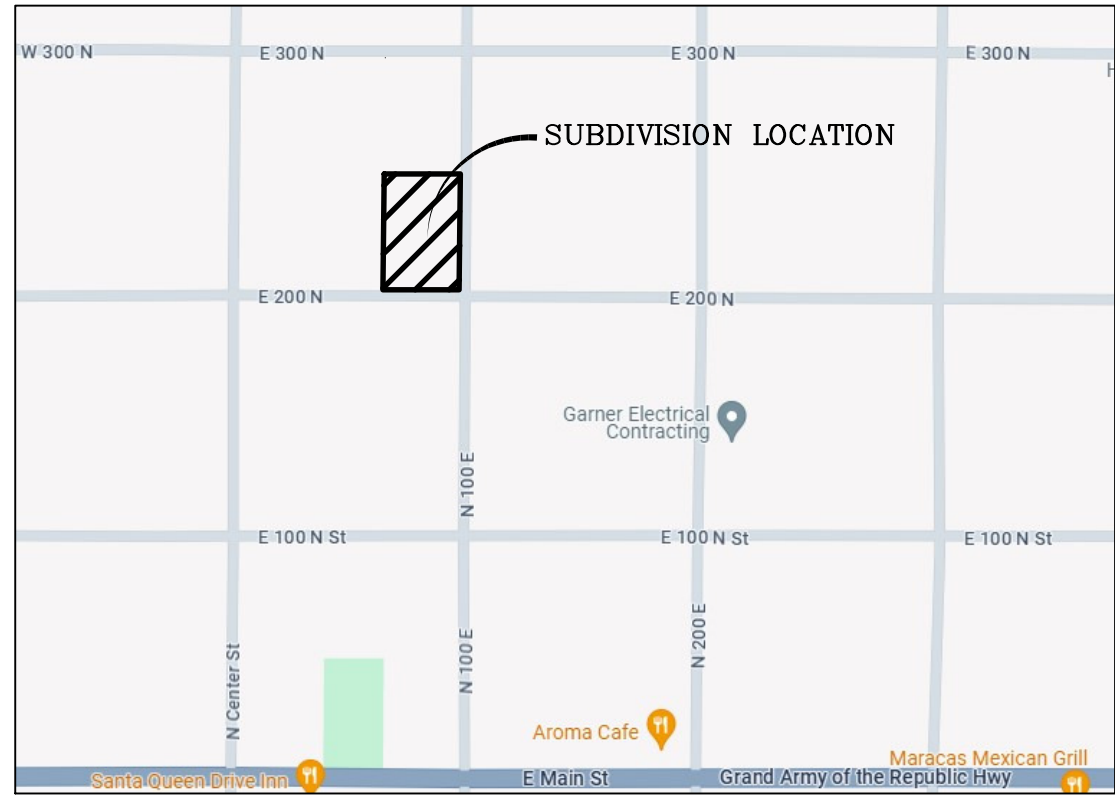 W 300 N
E 300 N
E 300 N
E 300 N
H
SUBDIVISION LOCATION
E 200 N
E 200 N
Garner Electrical
Contracting
N 100 E
E 100 N St
E 100 N St
E 100 N St
N Center St
N 100 E
N 200 E
Aroma Cafe
Maracas Mexican Grill
Santa Queen Drive Inn
E Main St
Grand Army of the Republic Hwy